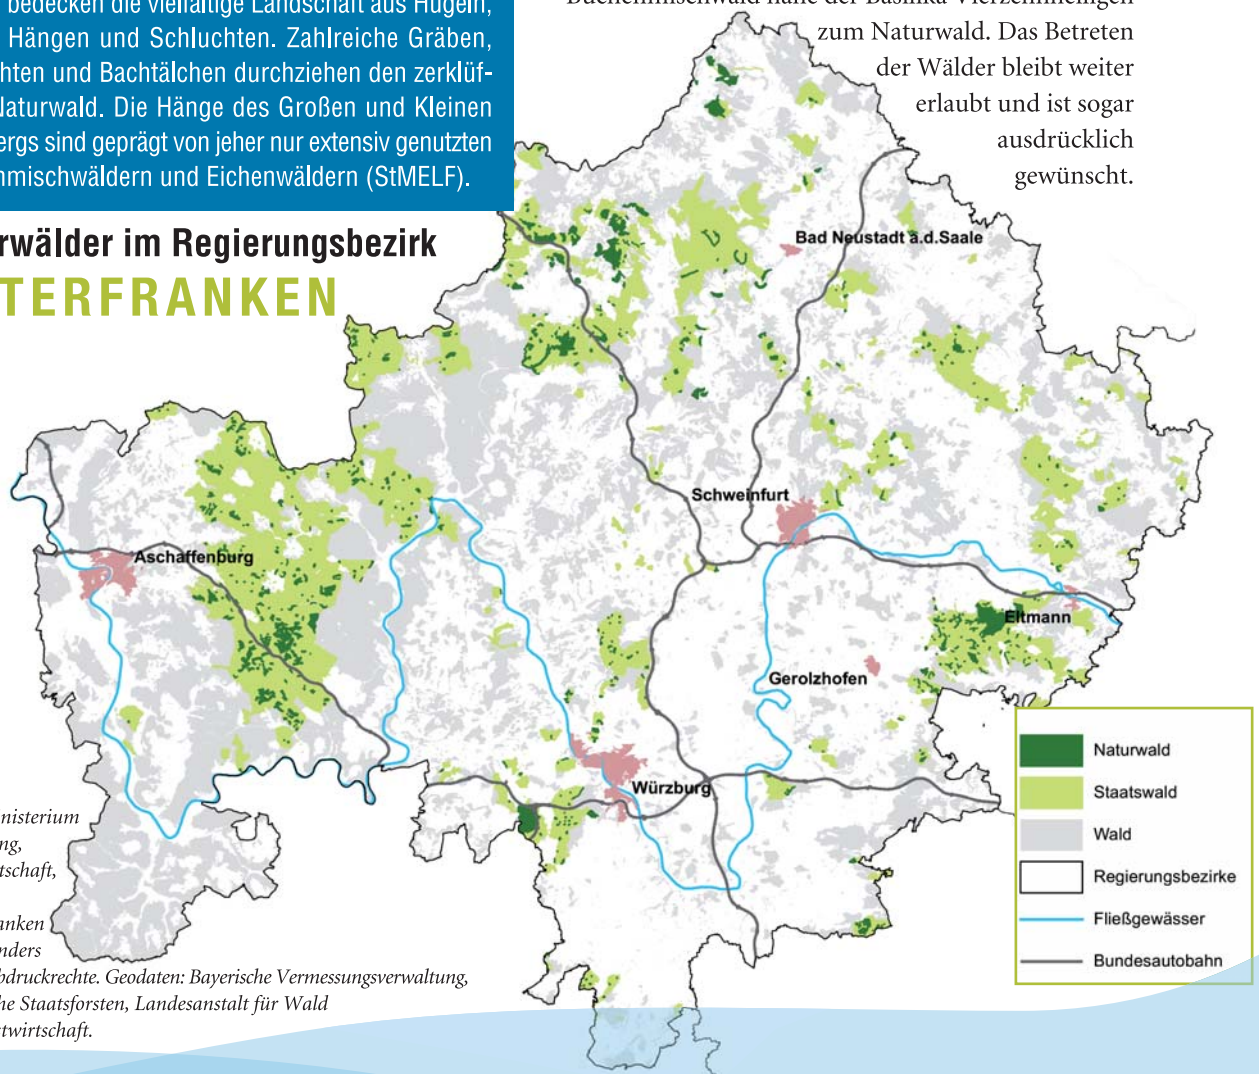 bedecken die vielfältige Landschaft aus Hügeln,
Hängen und Schluchten. Zahlreiche Gräben,
chten und Bachtälchen durchziehen den zerklüf-
Naturwald. Die Hänge des Großen und Kleinen
ergs sind geprägt von jeher nur extensiv genutzten
nmischwäldern und Eichenwäldern (StMELF).
zum Naturwald. Das Betreten
der Wälder bleibt weiter
erlaubt und ist sogar
ausdrücklich
gewünscht.
rwälder im Regierungsbezirk
TERFRANKEN
Bad Neustadt a.d.Saale
Schweinfurt
Aschaffenburg
Eltmann
Gerolzhofen
Würzburg
Naturwald
Staatswald
Wald
Regierungsbezirke
Fließgewässer
Bundesautobahn
nisterium
ng,
tschaft,
anken
nders
bdruckrechte. Geodaten: Bayerische Vermessungsverwaltung,
he Staatsforsten, Landesanstalt für Wald
twirtschaft.